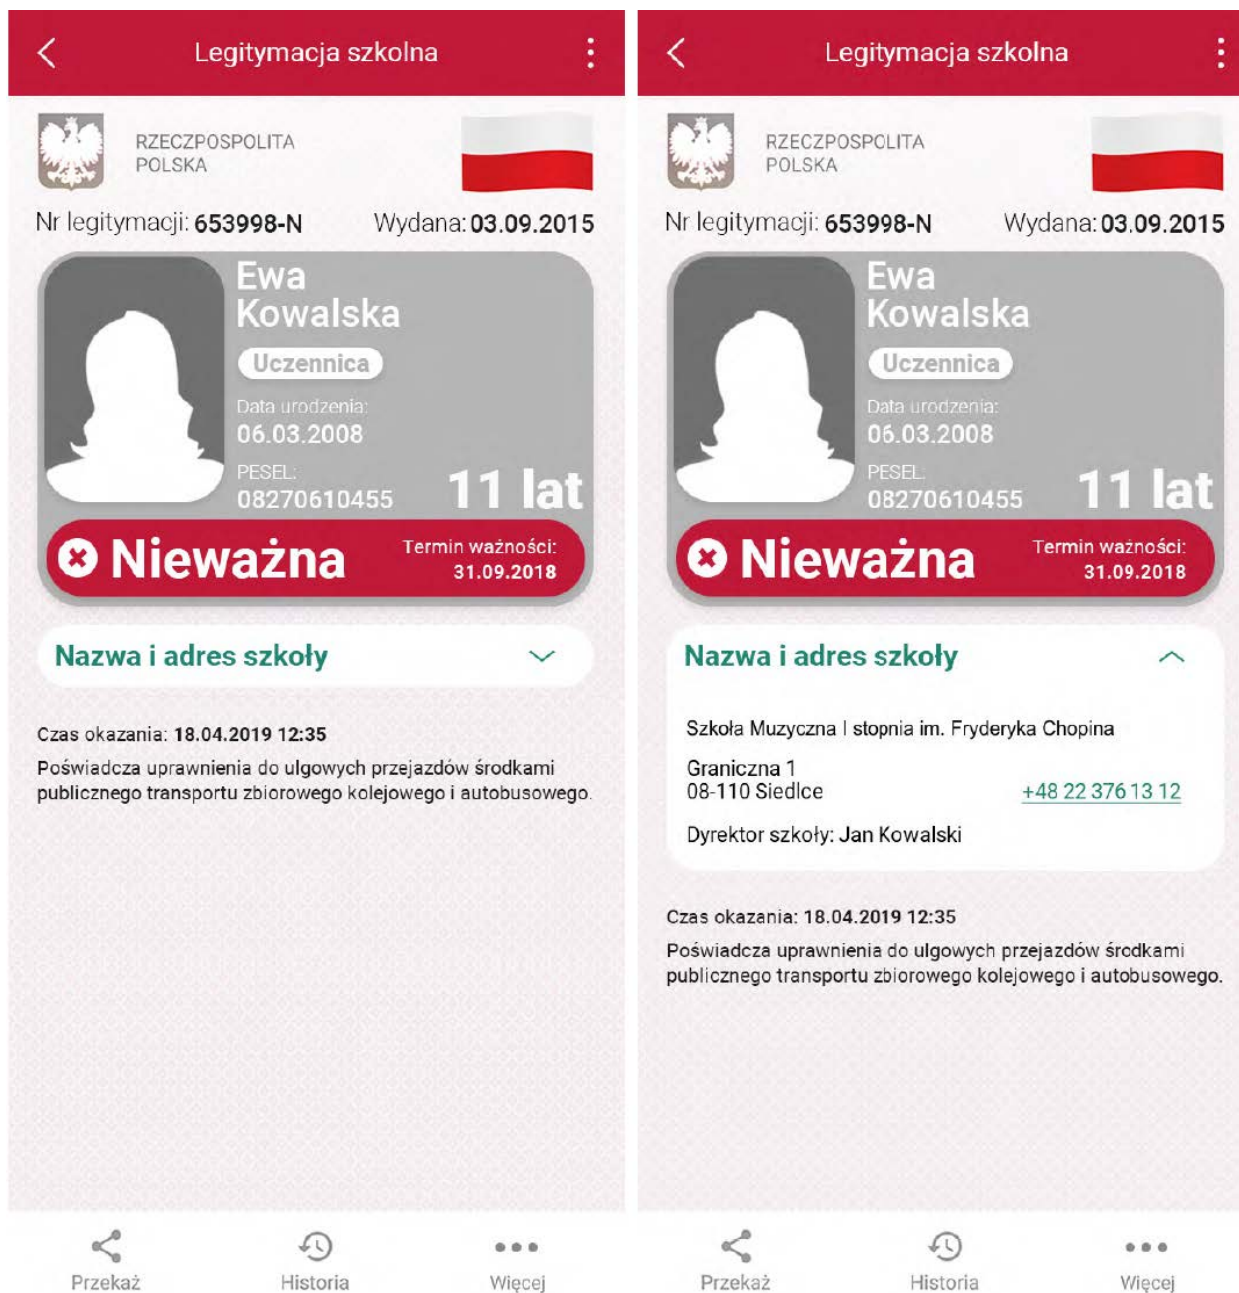 Legitymacja szkolna
RZECZPOSPOLITA
POLSKA
Nr legitymacji: 653998-N Wydana: 03.09.2015
Ewa
Kowalska
Uczennica
Data urodzenia:
06.03.2008
PESEL:
08270610455
11 lat
Nieważna
Termin ważności:
31.09.2018
Nazwa i adres szkoły
Czas okazania: 18.04.2019 12:35
Poświadcza uprawnienia do ulgowych przejazdów środkami
publicznego transportu zbiorowego kolejowego i autobusowego.
Przekaż Historia Więcej
Legitymacja szkolna
RZECZPOSPOLITA
POLSKA
Nr legitymacji: 653998-N Wydana: 03.09.2015
Ewa
Kowalska
Uczennica
Data urodzenia:
06.03.2008
PESEL:
08270610455
11 lat
Nieważna
Termin ważności:
31.09.2018
Nazwa i adres szkoły
Szkoła Muzyczna I stopnia im. Fryderyka Chopina
Graniczna 1
08-110 Siedlce +48 22 376 13 12
Dyrektor szkoły: Jan Kowalski
Czas okazania: 18.04.2019 12:35
Poświadcza uprawnienia do ulgowych przejazdów środkami
publicznego transportu zbiorowego kolejowego i autobusowego.
Przekaż Historia Więcej